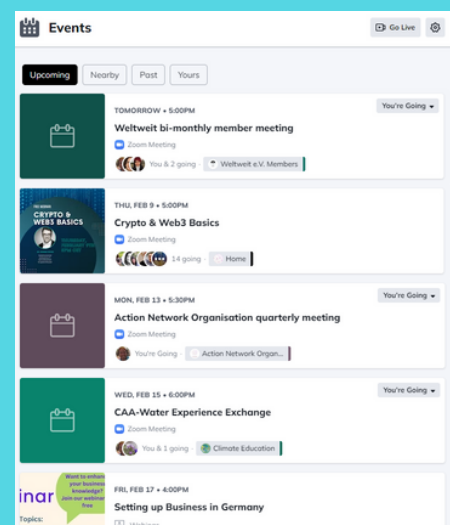 Events
Go Live
Upcoming
Nearby
Past
Yours
TOMORROW • 5:00PM
You're Going
Weltweit bi-monthly member meeting
Zoom Meeting
You & 2 going · Weltweit e.V. Members
CRYPTO &
WEB3 BASICS
THU, FEB 9 • 5:00PM
Crypto & Web3 Basics
Zoom Meeting
14 going · Home
MON, FEB 13 • 5:30PM
You're Going
Action Network Organisation quarterly meeting
Zoom Meeting
You're Going · Action Network Organ...
WED, FEB 15 • 6:00PM
You're Going
CAA-Water Experience Exchange
Zoom Meeting
You & 1 going · Climate Education
inar
Topics:
Want to enhance
your business
knowledge?
Join our webinar
free
FRI, FEB 17 • 4:00PM
Setting up Business in Germany
Webinar